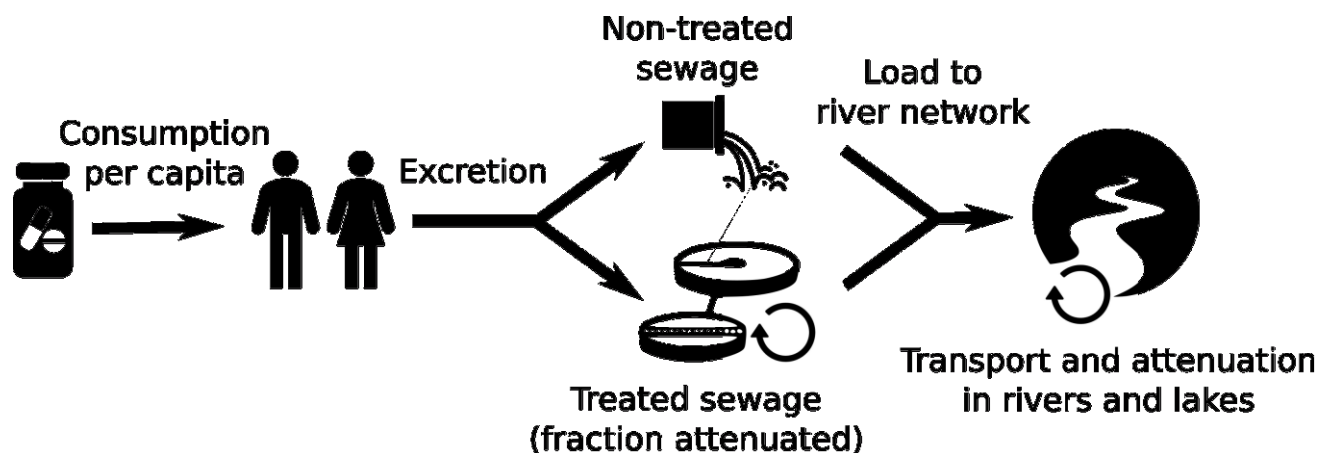 Consumption
per capita
Excretion
Non-treated
sewage
Treated sewage
(fraction attenuated)
Load to
river network
Transport and attenuation
in rivers and lakes